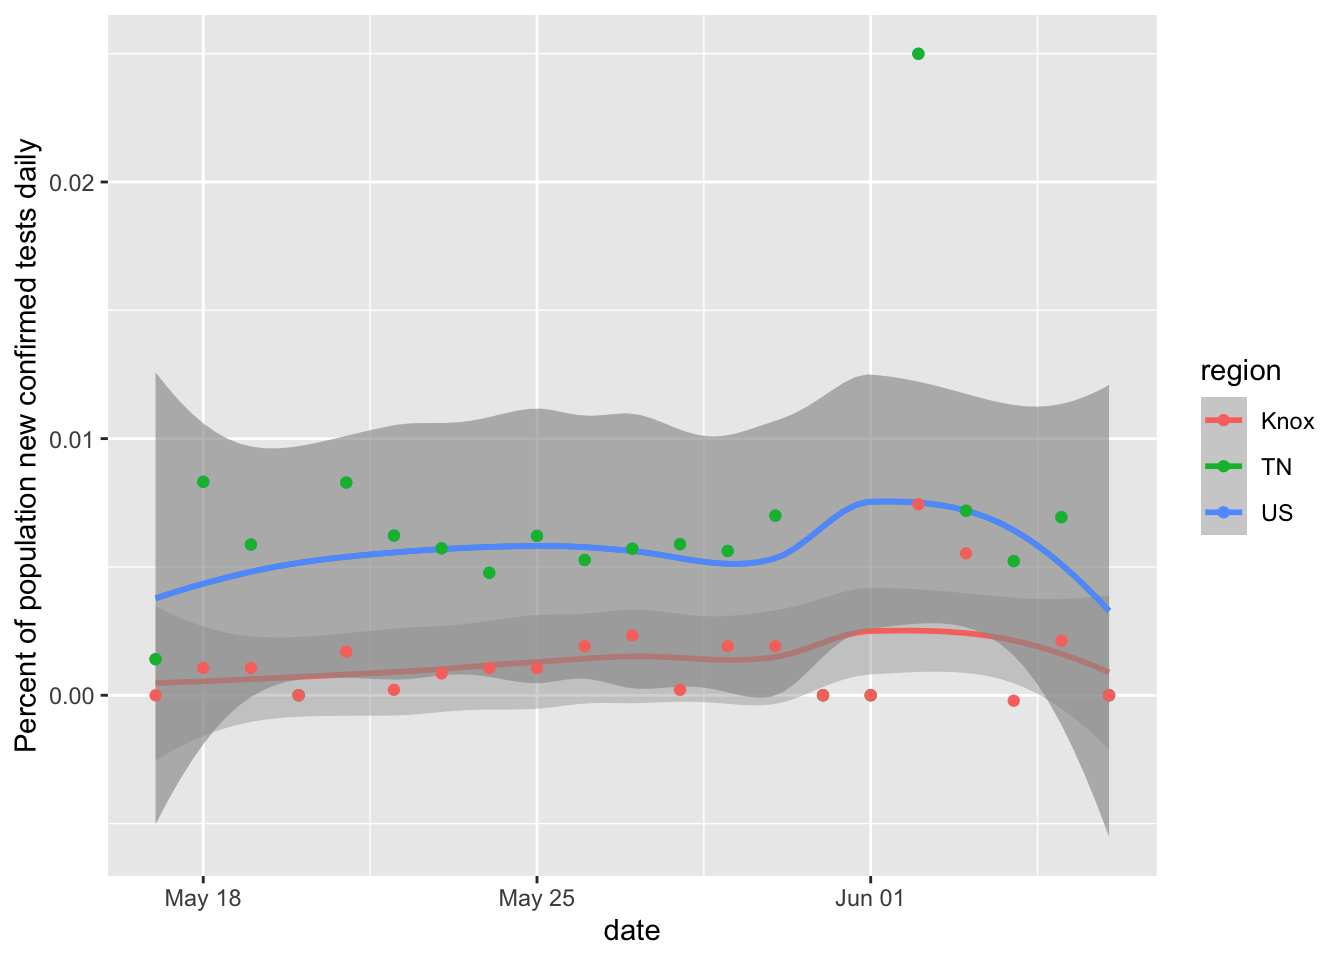 Percent of population new confirmed tests daily
0.02
0.01
0.00
May 18
May 25
Jun 01
date
region
Knox
TN
US